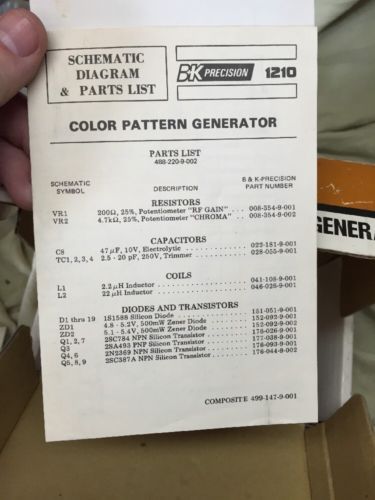 SCHEMATIC
DIAGRAM
& PARTS LIST
B&K PRECISION 1210
COLOR PATTERN GENERATOR
PARTS LIST
488-220-9-002
SCHEMATIC SYMBOL DESCRIPTION B & K-PRECISION PART NUMBER
RESISTORS
VR1 200Ω, 25%, Potentiometer "RF GAIN" . . . 008-354-9-001
VR2 4.7kΩ, 25%, Potentiometer "CHROMA" . . . 008-354-9-002
CAPACITORS
C8 47μF, 10V, Electrolytic . . . 022-181-9-001
TC1, 2, 3, 4 2.5 - 20 pF, 250V, Trimmer . . . 028-055-9-001
COILS
L1 2.2μH Inductor . . . 041-108-9-001
L2 22 μH Inductor . . . 046-028-9-001
DIODES AND TRANSISTORS
D1 thru 19 1S1588 Silicon Diode . . . 151-051-9-001
ZD1 4.8 - 5.2V, 500mW Zener Diode . . . 152-092-9-001
ZD2 5.1 - 5.4V, 500mW Zener Diode . . . 152-092-9-002
Q1, 2, 7 2SC784 NPN Silicon Transistor . . . 178-026-9-001
Q3 2SA493 PNP Silicon Transistor . . . 177-038-9-001
Q4, 6 2N2369 NPN Silicon Transistor . . . 176-093-9-001
Q5, 8, 9 2SC387A NPN Silicon Transistor . . . 176-044-9-002
COMPOSITE 499-147-9-001
GENERA